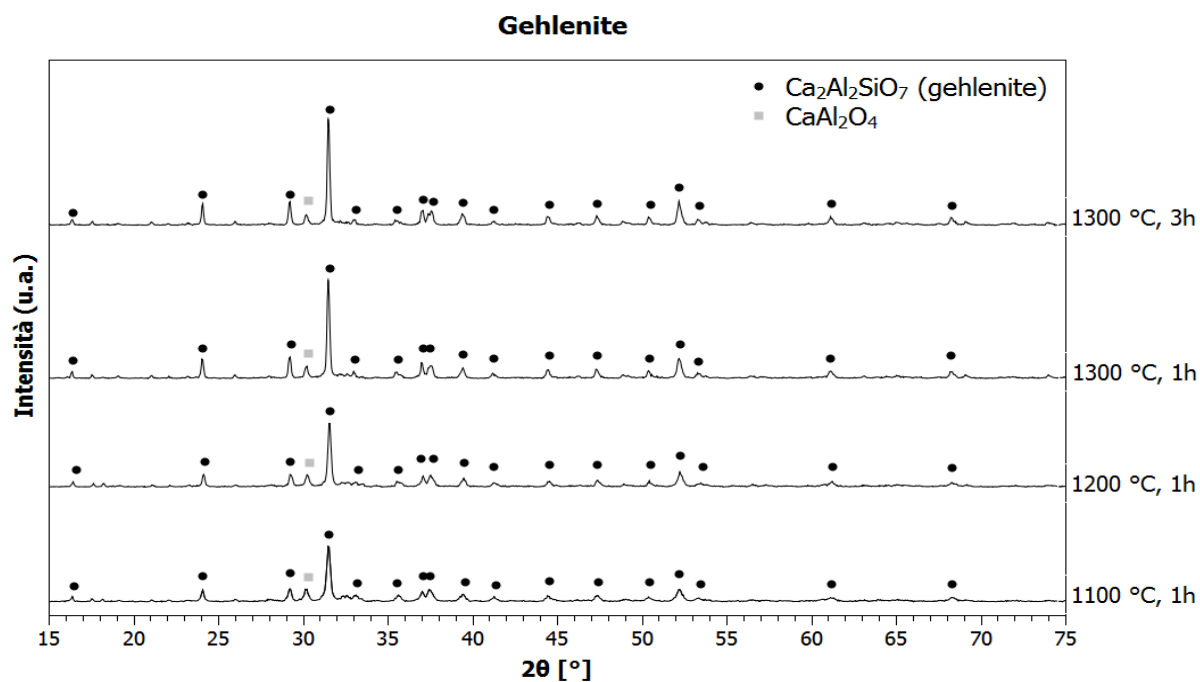 Gehlenite
Ca₂Al₂SiO₇ (gehlenite)
CaAl₂O₄
1300 °C, 3h
1300 °C, 1h
1200 °C, 1h
1100 °C, 1h
Intensità (u.a.)
15 20 25 30 35 40 45 50 55 60 65 70 75
2θ [°]